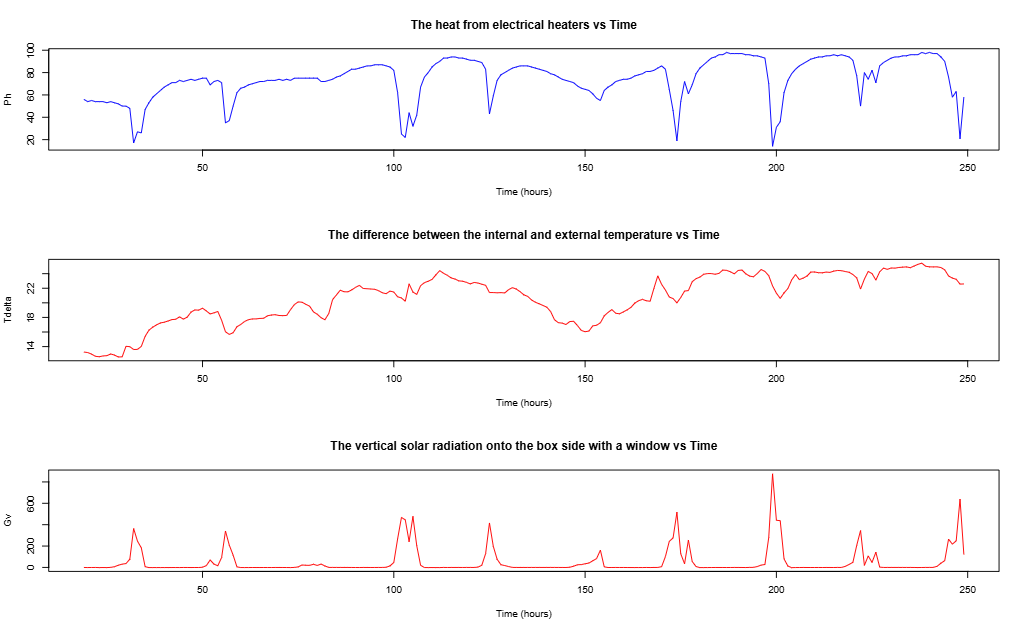 The heat from electrical heaters vs Time
Ph
100
80
60
40
20
50 100 150 200 250
Time (hours)
The difference between the internal and external temperature vs Time
Tdelta
22
18
14
50 100 150 200 250
Time (hours)
The vertical solar radiation onto the box side with a window vs Time
Gv
600
200
0
50 100 150 200 250
Time (hours)